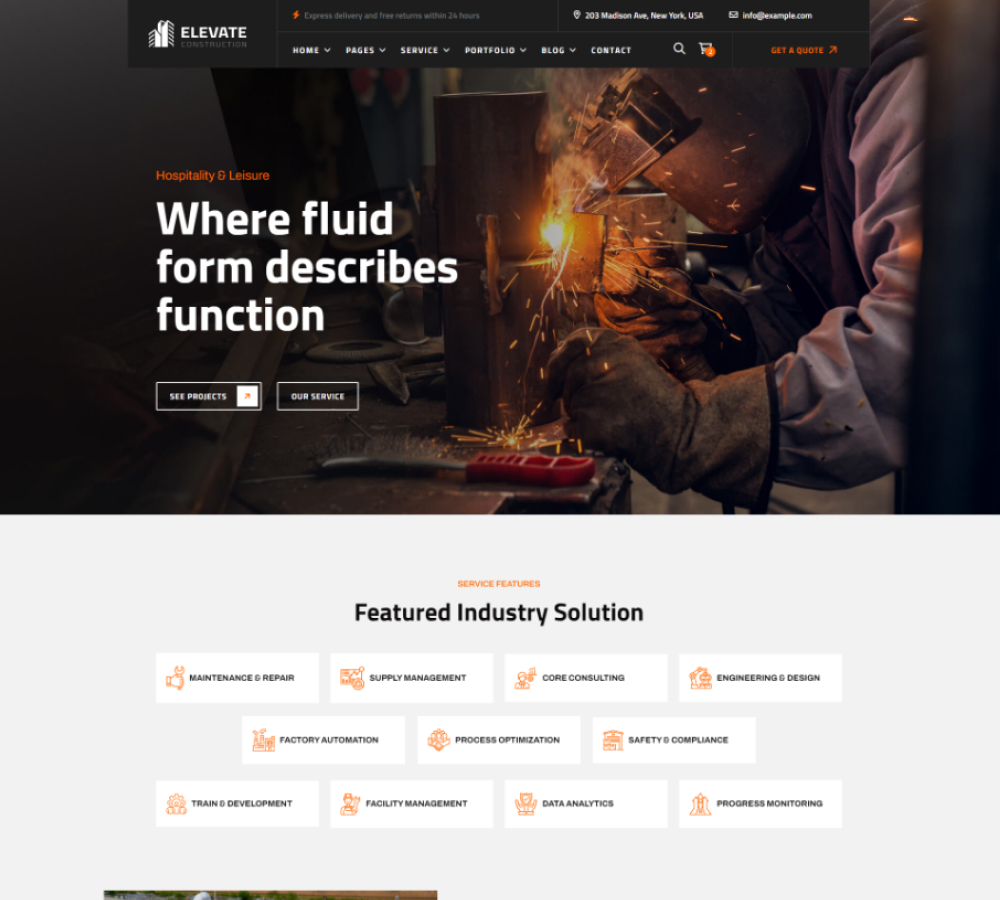 ELEVATE
CONSTRUCTION
Express delivery and free returns within 24 hours
203 Madison Ave, New York, USA
info@example.com
HOME
PAGES
SERVICE
PORTFOLIO
BLOG
CONTACT
2
GET A QUOTE
Hospitality & Leisure
Where fluid
form describes
function
SEE PROJECTS
OUR SERVICE
SERVICE FEATURES
Featured Industry Solution
MAINTENANCE & REPAIR
SUPPLY MANAGEMENT
CORE CONSULTING
ENGINEERING & DESIGN
FACTORY AUTOMATION
PROCESS OPTIMIZATION
SAFETY & COMPLIANCE
TRAIN & DEVELOPMENT
FACILITY MANAGEMENT
DATA ANALYTICS
PROGRESS MONITORING